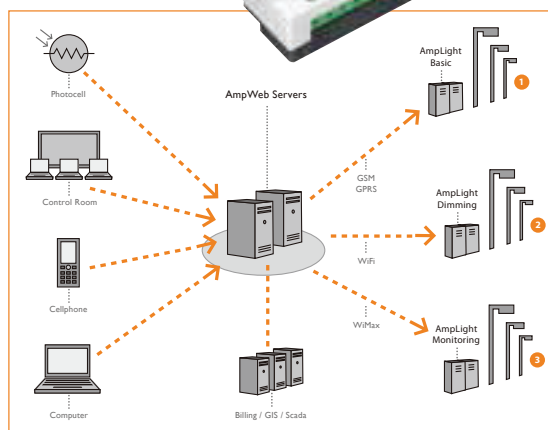 Photocell
Control Room
Cellphone
Computer
AmpWeb Servers
Billing / GIS / Scada
GSM
GPRS
WiFi
WiMax
AmpLight
Basic
1
AmpLight
Dimming
2
AmpLight
Monitoring
3